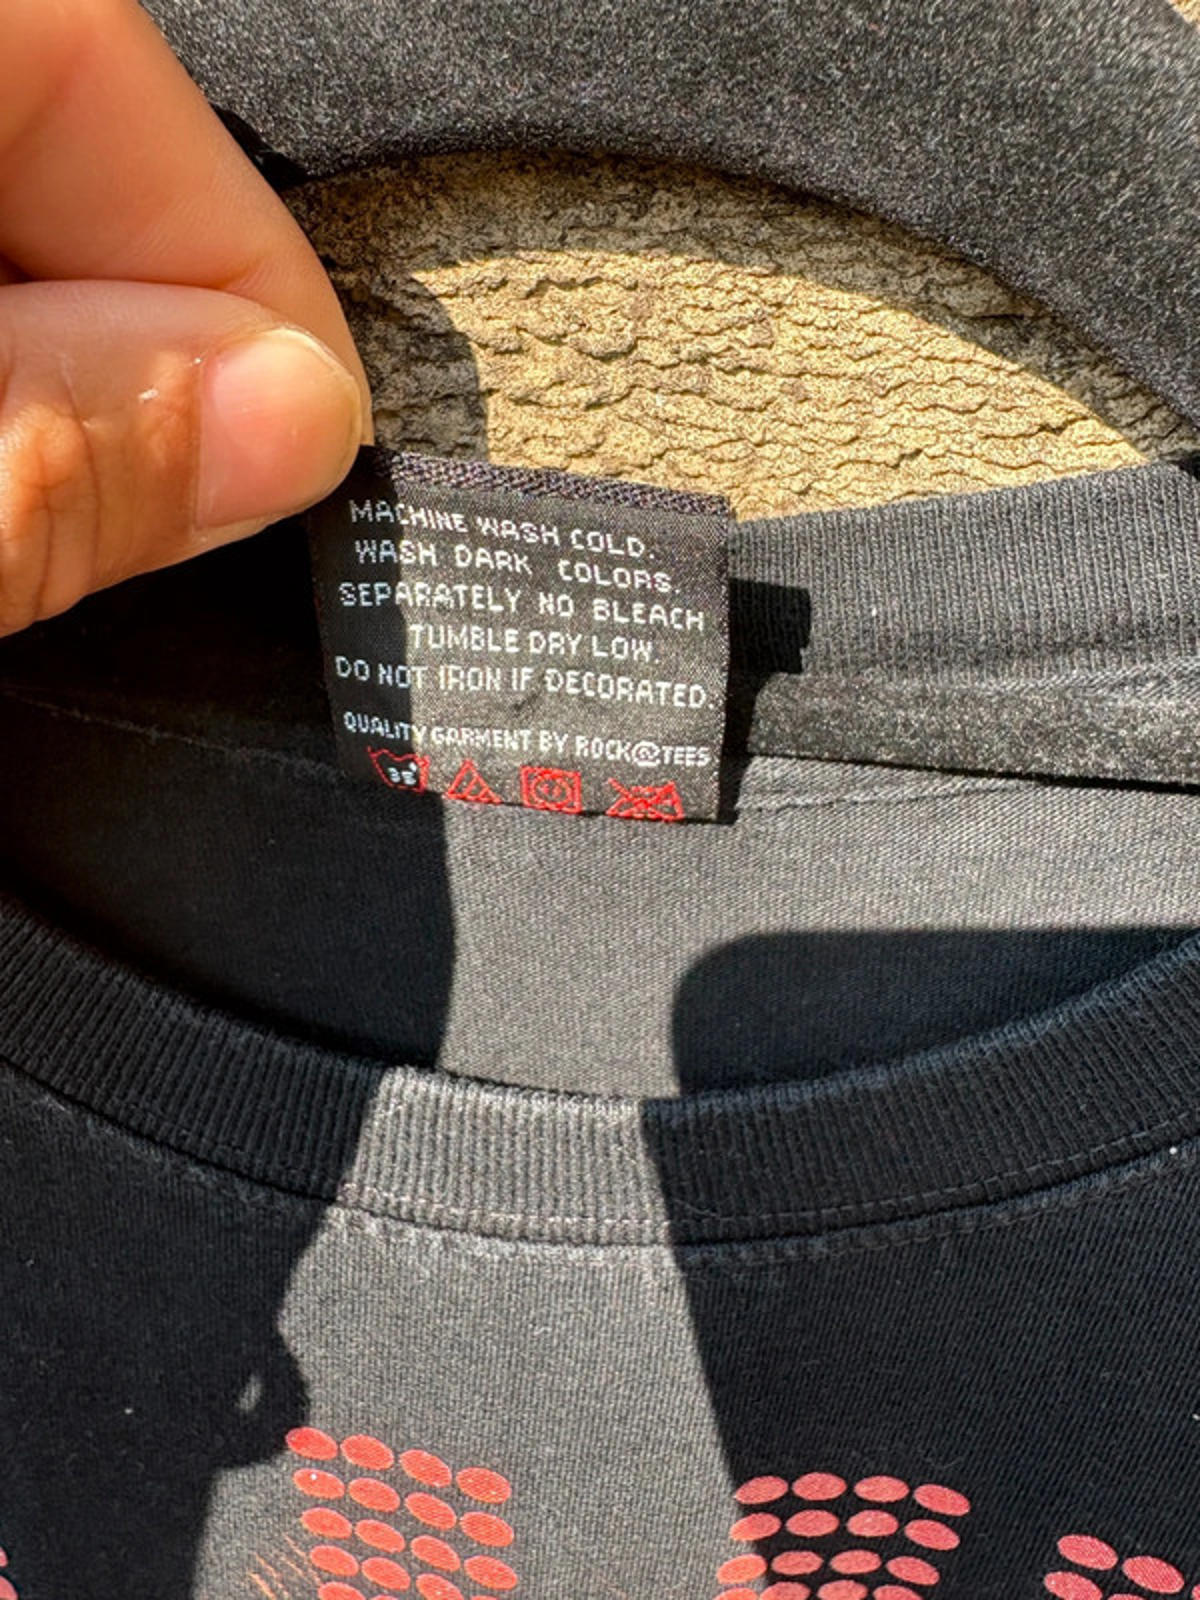 MACHINE WASH COLD.
WASH DARK COLORS.
SEPARATELY NO BLEACH
TUMBLE DRY LOW.
DO NOT IRON IF DECORATED.
QUALITY GARMENT BY ROCK@TEES